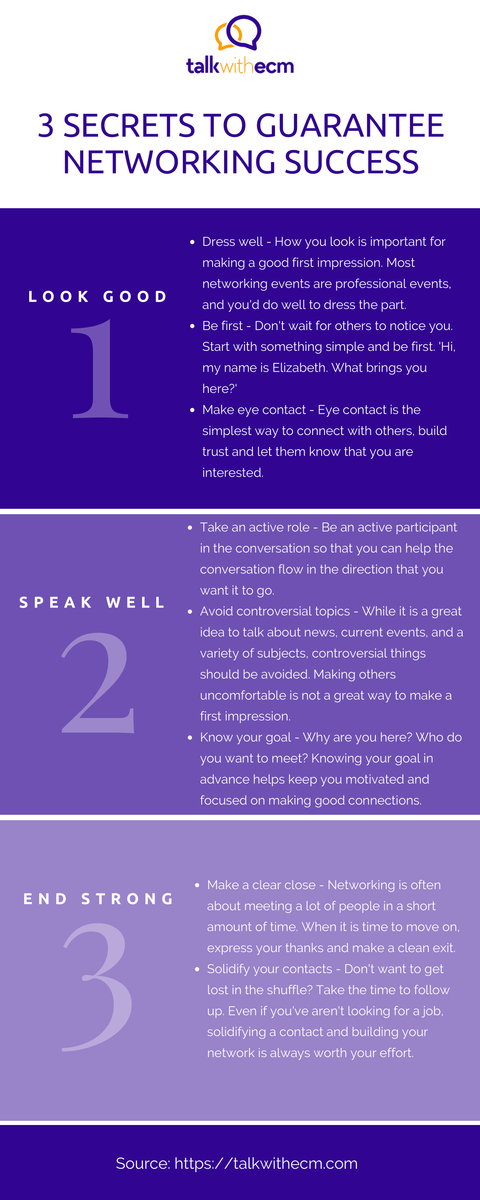 talkwithecm
3 SECRETS TO GUARANTEE
NETWORKING SUCCESS
LOOK GOOD
1
• Dress well - How you look is important for
making a good first impression. Most
networking events are professional events,
and you'd do well to dress the part.
• Be first - Don't wait for others to notice you.
Start with something simple and be first. 'Hi,
my name is Elizabeth. What brings you
here?'
• Make eye contact - Eye contact is the
simplest way to connect with others, build
trust and let them know that you are
interested.
SPEAK WELL
2
• Take an active role - Be an active participant
in the conversation so that you can help the
conversation flow in the direction that you
want it to go.
• Avoid controversial topics - While it is a great
idea to talk about news, current events, and a
variety of subjects, controversial things
should be avoided. Making others
uncomfortable is not a great way to make a
first impression.
• Know your goal - Why are you here? Who do
you want to meet? Knowing your goal in
advance helps keep you motivated and
focused on making good connections.
END STRONG
3
• Make a clear close - Networking is often
about meeting a lot of people in a short
amount of time. When it is time to move on,
express your thanks and make a clean exit.
• Solidify your contacts - Don't want to get
lost in the shuffle? Take the time to follow
up. Even if you've aren't looking for a job,
solidifying a contact and building your
network is always worth your effort.
Source: https://talkwithecm.com